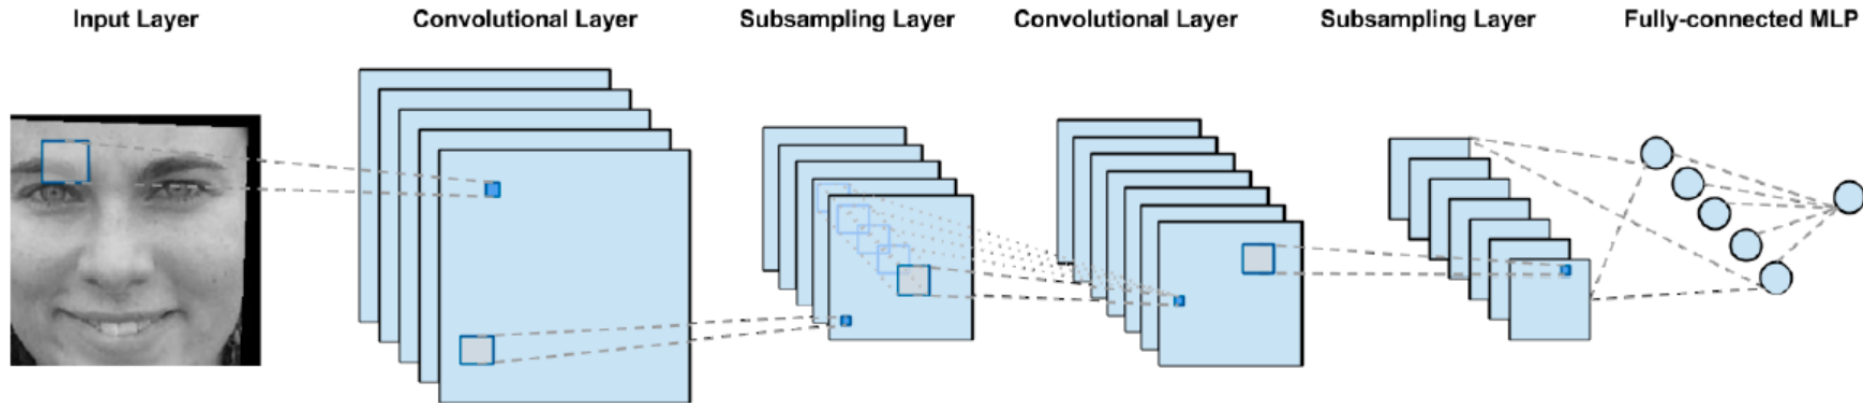 Input Layer
Convolutional Layer
Subsampling Layer
Convolutional Layer
Subsampling Layer
Fully-connected MLP